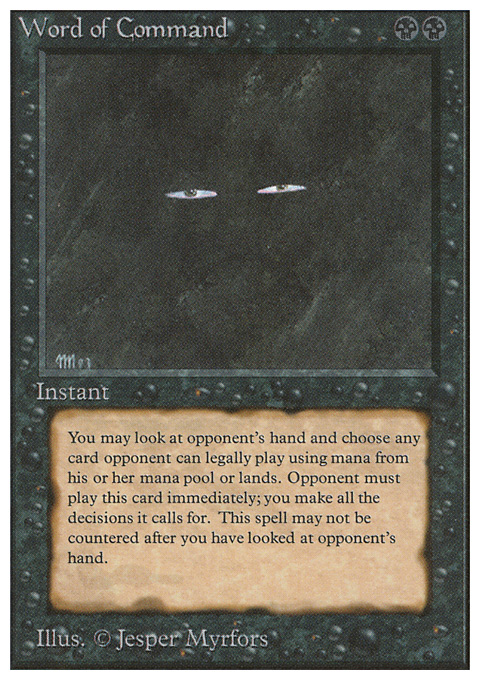 Word of Command
Instant
You may look at opponent's hand and choose any
card opponent can legally play using mana from
his or her mana pool or lands. Opponent must
play this card immediately; you make all the
decisions it calls for. This spell may not be
countered after you have looked at opponent's
hand.
Illus. © Jesper Myrfors